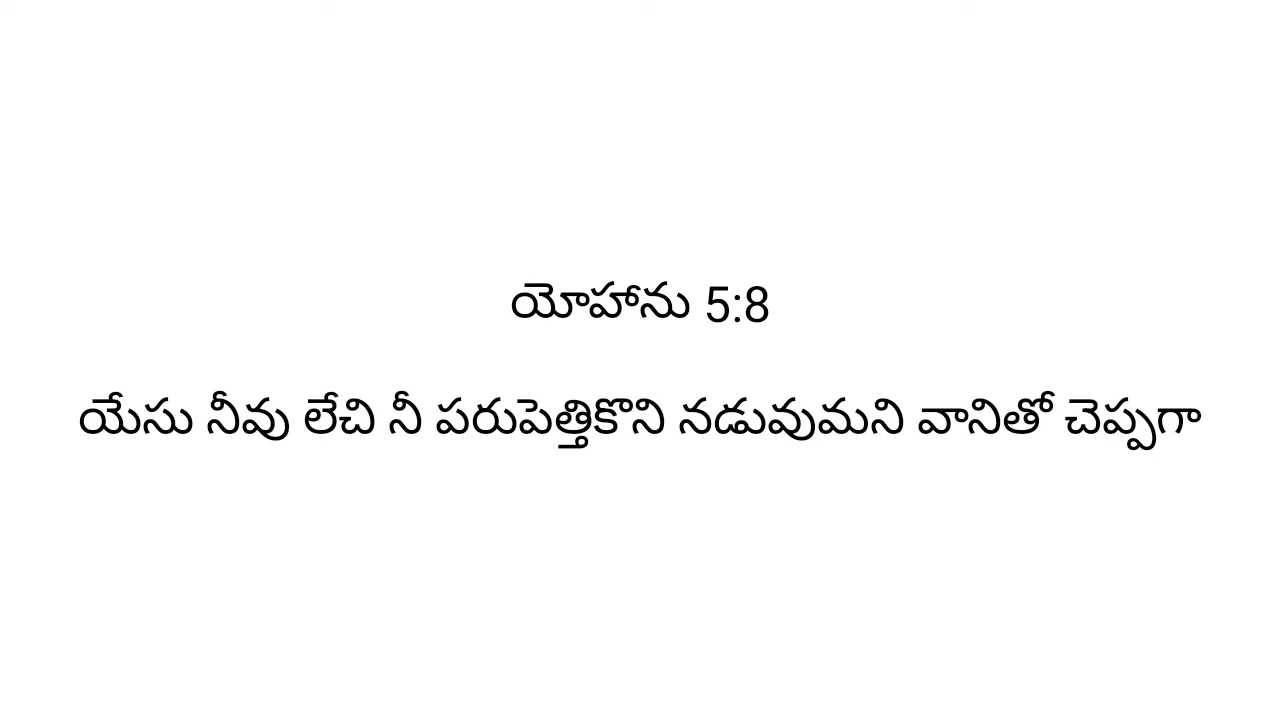 యోహాను 5:8
యేసు నీవు లేచి నీ పరుపెత్తికొని నడువుమని వానితో చెప్పగా